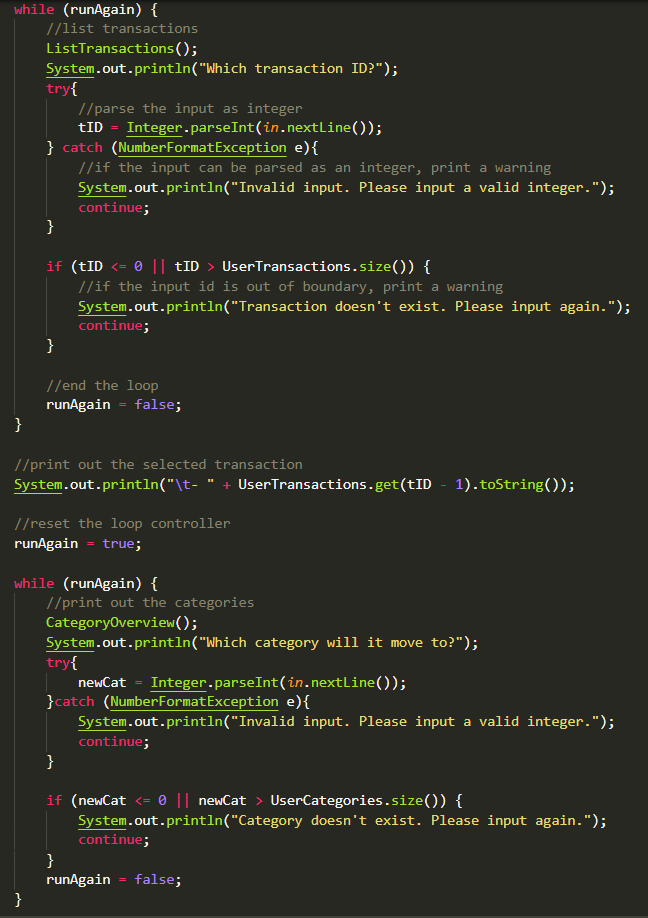 while (runAgain) {
    //list transactions
    ListTransactions();
    System.out.println("Which transaction ID?");
    try{
        //parse the input as integer
        tID = Integer.parseInt(in.nextLine());
    } catch (NumberFormatException e){
        //if the input can be parsed as an integer, print a warning
        System.out.println("Invalid input. Please input a valid integer.");
        continue;
    }

    if (tID <= 0 || tID > UserTransactions.size()) {
        //if the input id is out of boundary, print a warning
        System.out.println("Transaction doesn't exist. Please input again.");
        continue;
    }

    //end the loop
    runAgain = false;
}

//print out the selected transaction
System.out.println("\t- " + UserTransactions.get(tID - 1).toString());

//reset the loop controller
runAgain = true;

while (runAgain) {
    //print out the categories
    CategoryOverview();
    System.out.println("Which category will it move to?");
    try{
        newCat = Integer.parseInt(in.nextLine());
    }catch (NumberFormatException e){
        System.out.println("Invalid input. Please input a valid integer.");
        continue;
    }

    if (newCat <= 0 || newCat > UserCategories.size()) {
        System.out.println("Category doesn't exist. Please input again.");
        continue;
    }
    runAgain = false;
}